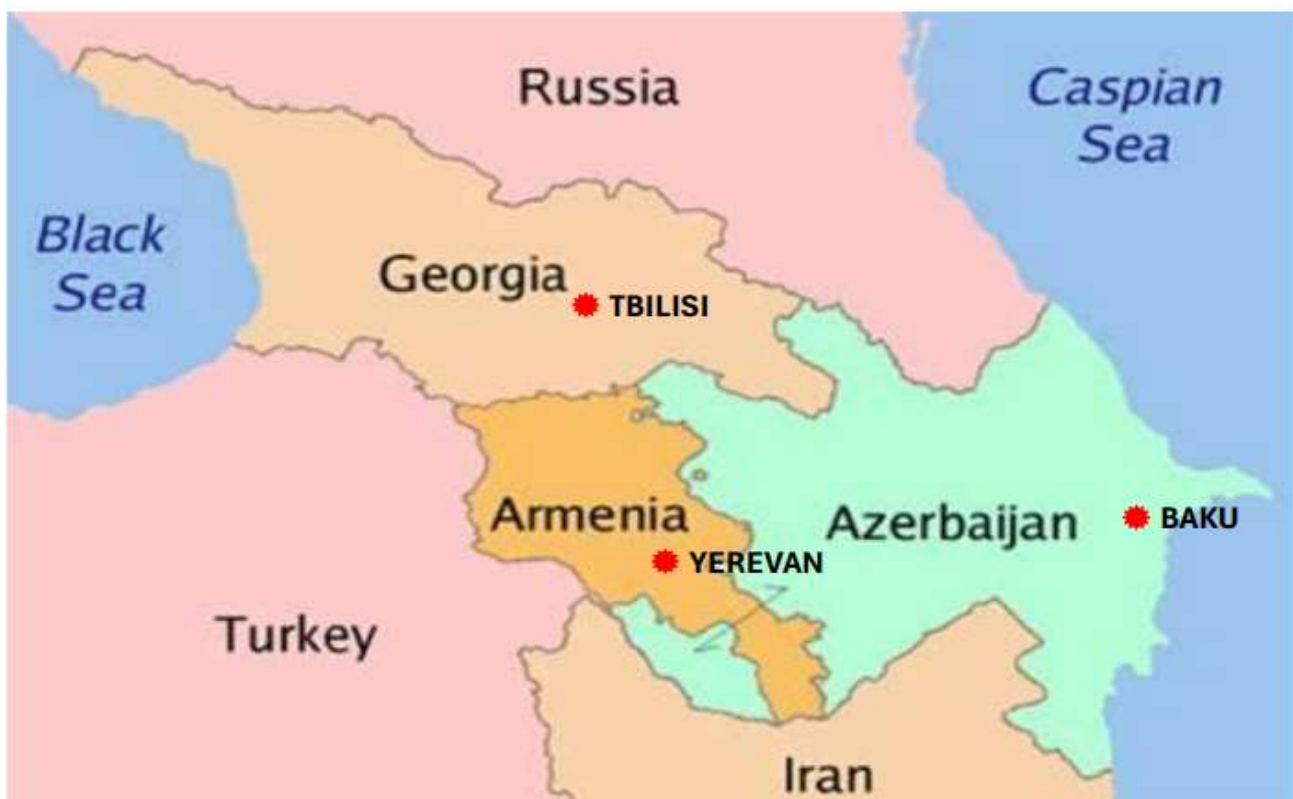 Russia
Caspian
Sea
Black
Sea
Georgia
TBILISI
Armenia
Azerbaijan
BAKU
YEREVAN
Turkey
Iran